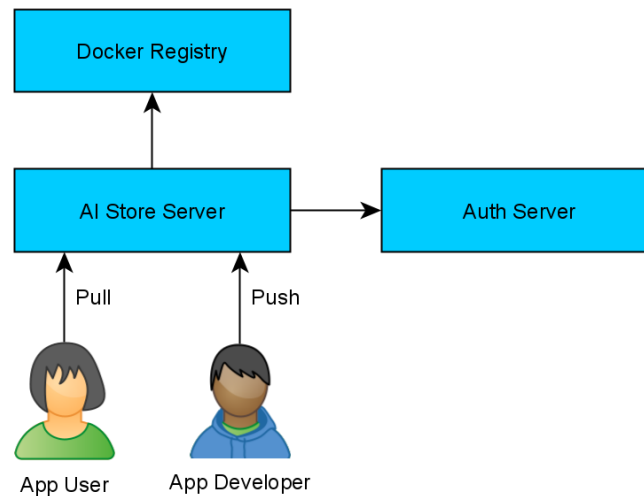 Docker Registry
AI Store Server
Auth Server
Pull
Push
App User
App Developer